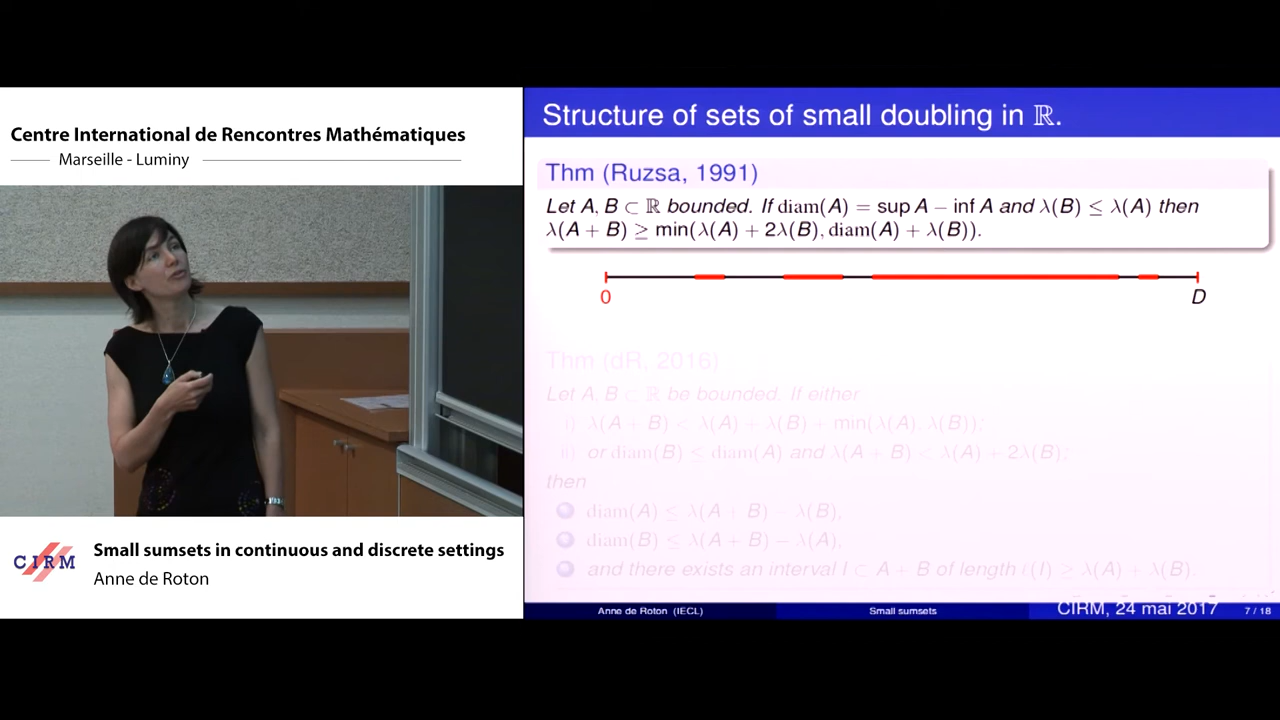 Centre International de Rencontres Mathématiques
Marseille - Luminy
CIRM
Small sumsets in continuous and discrete settings
Anne de Roton
Structure of sets of small doubling in ℝ.
Thm (Ruzsa, 1991)
Let A, B ⊂ ℝ bounded. If diam(A) = sup A − inf A and λ(B) ≤ λ(A) then
λ(A + B) ≥ min(λ(A) + 2λ(B), diam(A) + λ(B)).
0 D
Thm (dR, 2016)
Let A, B ⊂ ℝ be bounded. If either
i) λ(A + B) < λ(A) + λ(B) + min(λ(A), λ(B));
ii) or diam(B) ≤ diam(A) and λ(A + B) < λ(A) + 2λ(B);
then
diam(A) ≤ λ(A + B) − λ(B),
diam(B) ≤ λ(A + B) − λ(A),
and there exists an interval I ⊂ A + B of length ℓ(I) ≥ λ(A) + λ(B).
Anne de Roton (IECL) Small sumsets CIRM, 24 mai 2017 7 / 18